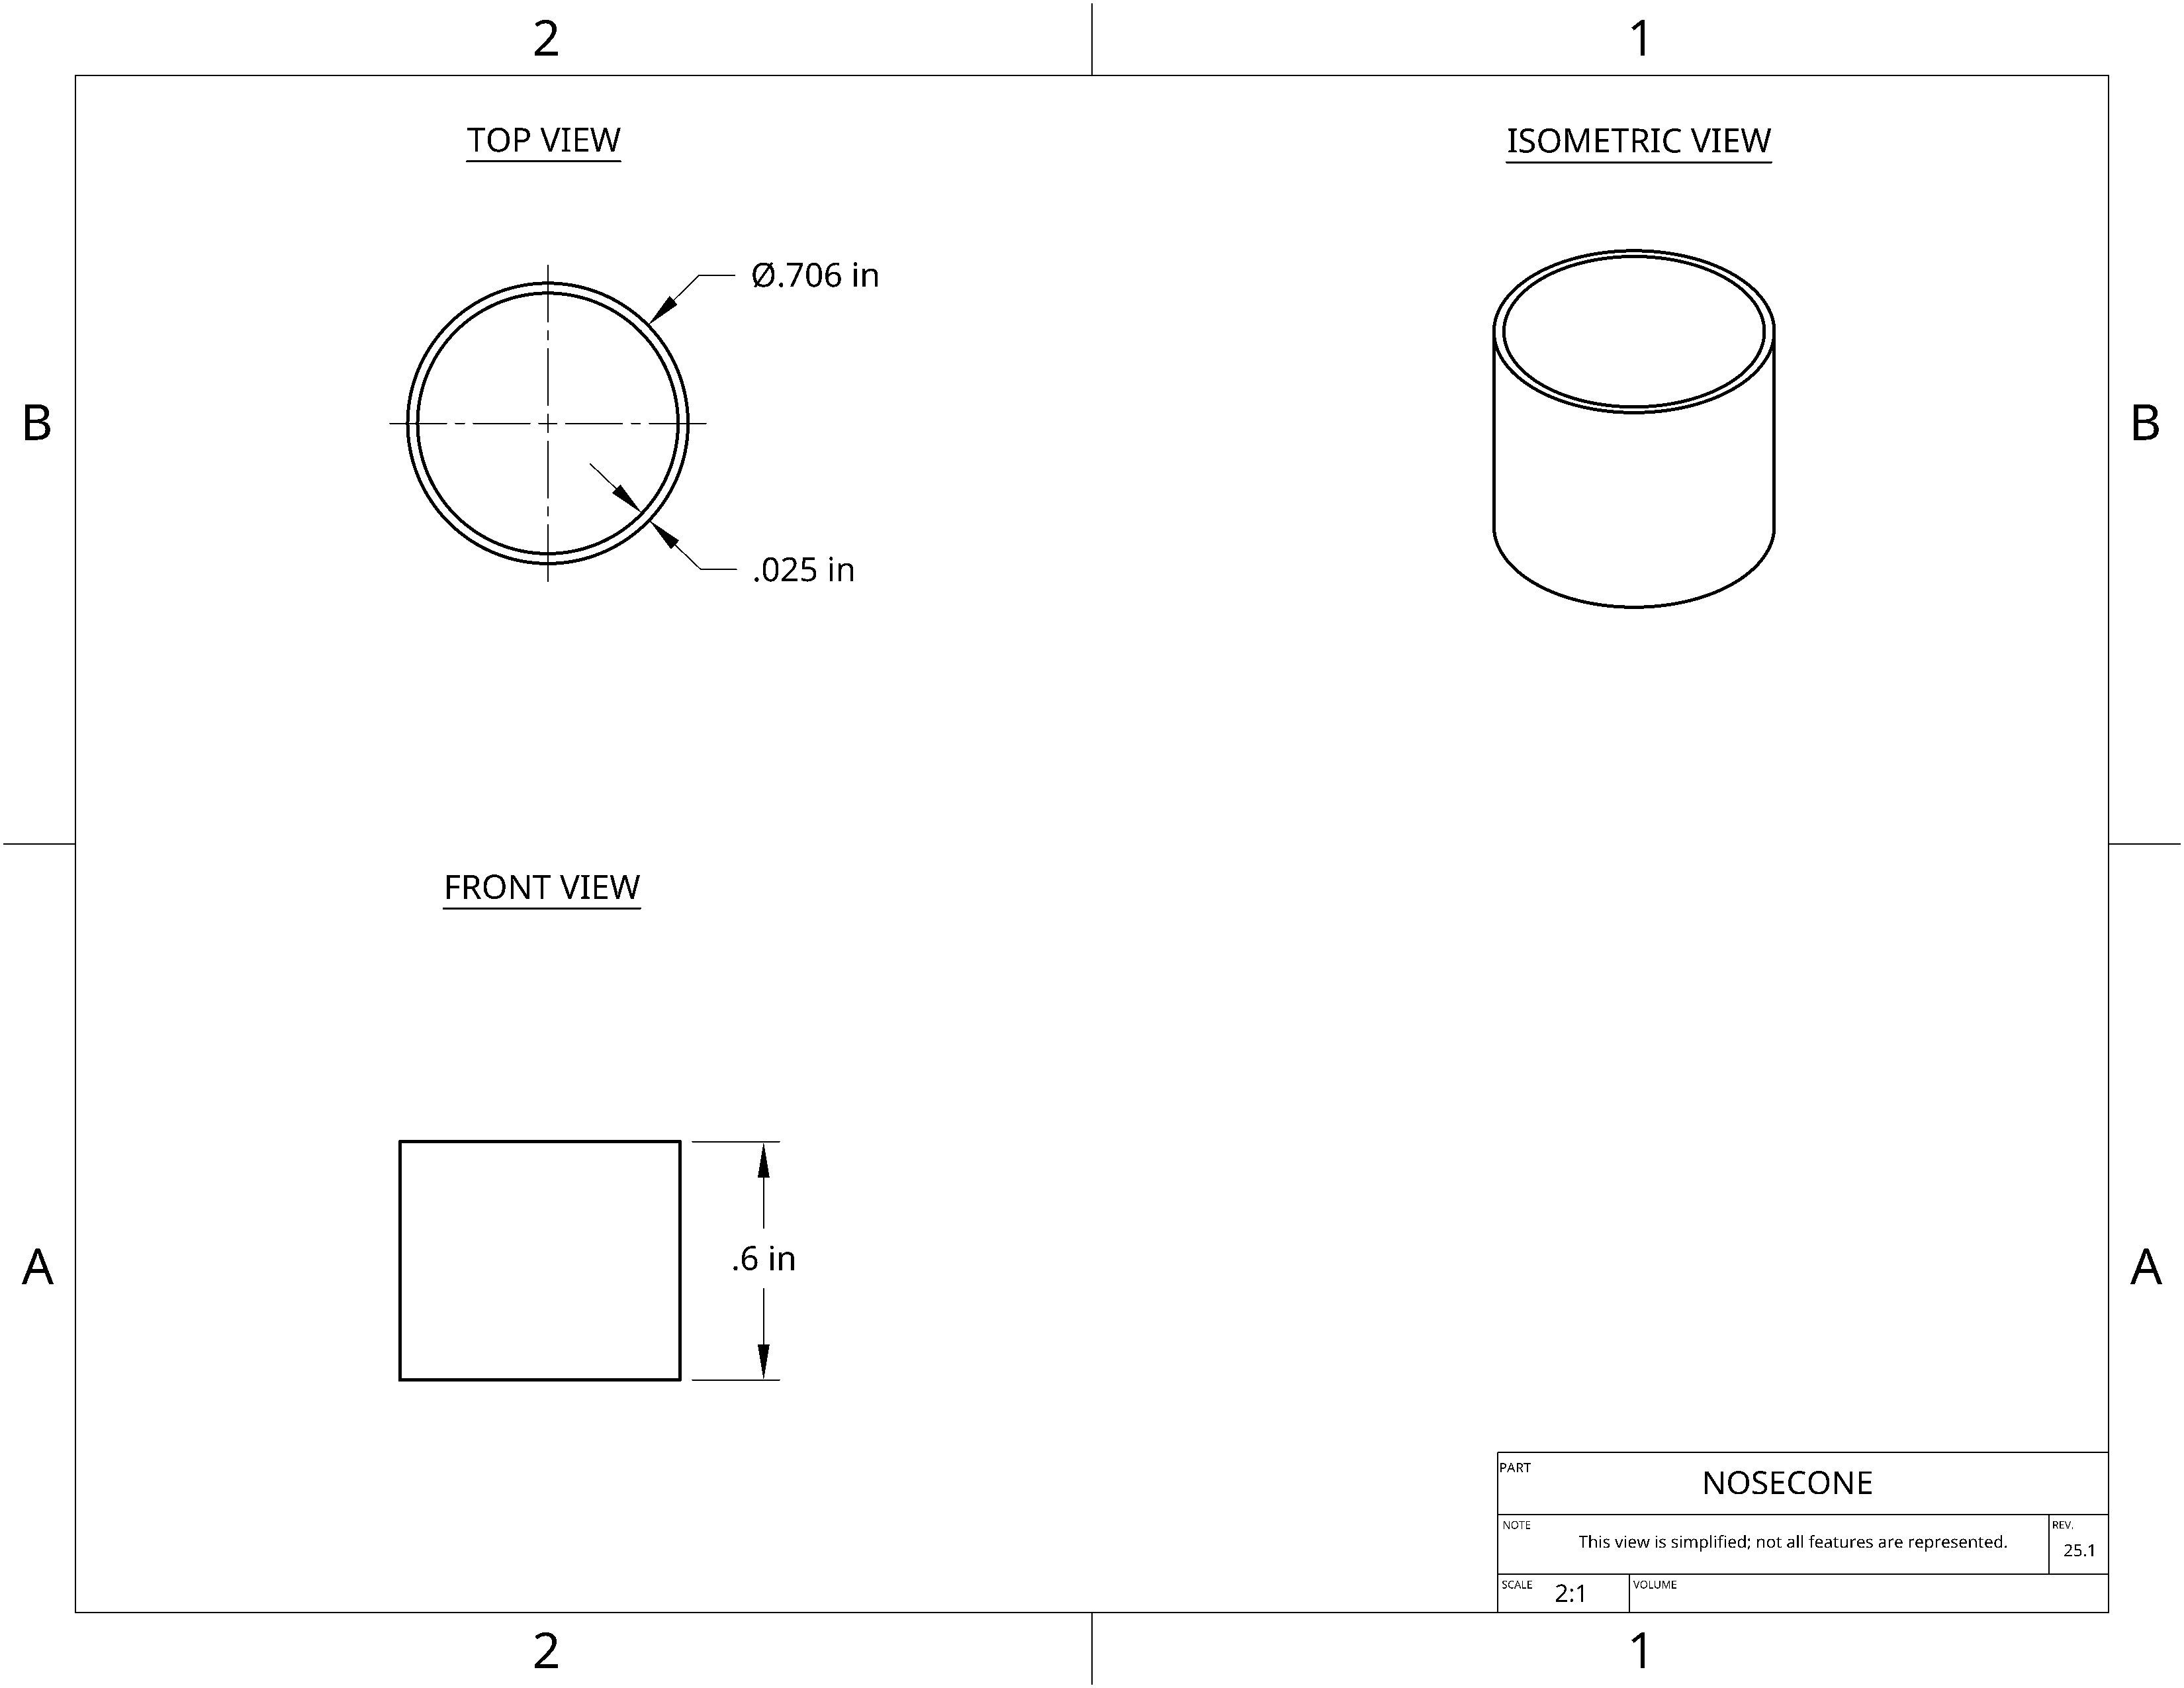 2
1
TOP VIEW
ISOMETRIC VIEW
Ø.706 in
B
B
.025 in
FRONT VIEW
.6 in
A
A
PART
NOSECONE
NOTE
This view is simplified; not all features are represented.
REV.
25.1
SCALE
2:1
VOLUME
2
1